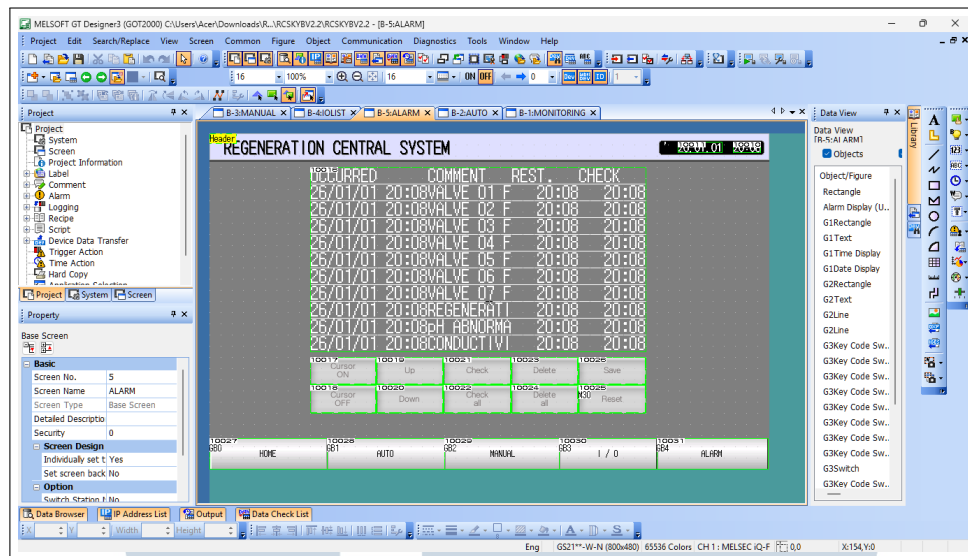 MELSOFT GT Designer3 (GOT2000) C:\Users\Acer\Downloads\R...\RCSKYBV2.2\RCSKYBV2.2 - [B-5:ALARM]
Project Edit Search/Replace View Screen Common Figure Object Communication Diagnostics Tools Window Help
16 100% 16 ON OFF 0 Dev ID 1
Project
B-3:MANUAL B-4:IOLIST B-5:ALARM B-2:AUTO B-1:MONITORING
Data View
Library
Project
System
Screen
Project Information
Label
Comment
Alarm
Logging
Recipe
Script
Device Data Transfer
Trigger Action
Time Action
Hard Copy
Project System Screen
Property
Base Screen
Basic
Screen No. 5
Screen Name ALARM
Screen Type Base Screen
Detailed Descriptio
Security 0
Screen Design
Individually set t Yes
Set screen back No
Option
Header
REGENERATION CENTRAL SYSTEM
OCCURRED COMMENT REST. CHECK
26/01/01 20:08VALVE 01 F 20:08 20:08
26/01/01 20:08VALVE 02 F 20:08 20:08
26/01/01 20:08VALVE 03 F 20:08 20:08
26/01/01 20:08VALVE 04 F 20:08 20:08
26/01/01 20:08VALVE 05 F 20:08 20:08
26/01/01 20:08VALVE 06 F 20:08 20:08
26/01/01 20:08VALVE 07 F 20:08 20:08
26/01/01 20:08REGENERATI 20:08 20:08
26/01/01 20:08pH ABNORMA 20:08 20:08
26/01/01 20:08CONDUCTIVI 20:08 20:08
10017 10019 10021 10023 10026
Cursor ON Up Check Delete Save
10018 10020 10022 10024 10025
Cursor OFF Down Check all Delete all M30 Reset
10027 10028 10029 10030 10031
GB0 HOME GB1 AUTO GB2 MANUAL GB3 I / O GB4 ALARM
Data View
[B-5:ALARM]
Objects
Object/Figure
Rectangle
Alarm Display (U...
G1Rectangle
G1Text
G1Time Display
G1Date Display
G2Rectangle
G2Text
G2Line
G2Line
G3Key Code Sw...
G3Key Code Sw...
G3Key Code Sw...
G3Key Code Sw...
G3Key Code Sw...
G3Key Code Sw...
G3Key Code Sw...
G3Key Code Sw...
G3Switch
G3Key Code Sw...
Data Browser IP Address List Output Data Check List
X Y Width Height
Eng GS21**-W-N (800x480) 65536 Colors CH 1 : MELSEC iQ-F 0,0 X:154,Y:0